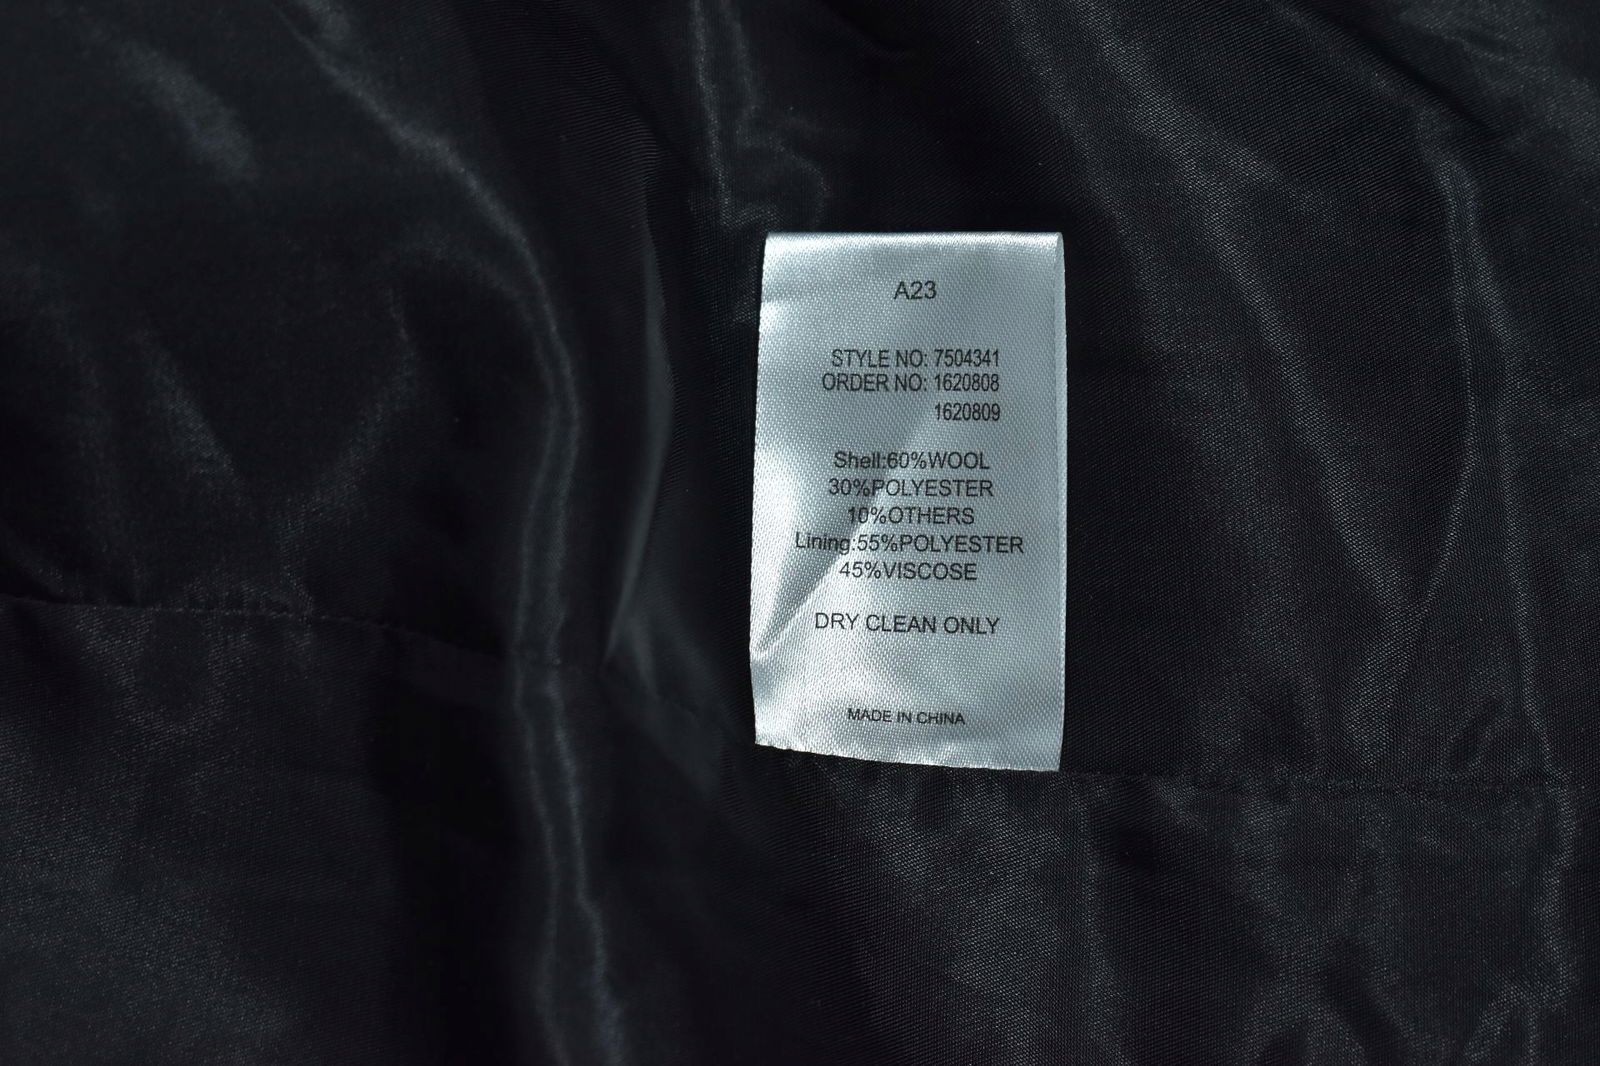 A23
STYLE NO: 7504341
ORDER NO: 1620808
1620809
Shell:60%WOOL
30%POLYESTER
10%OTHERS
Lining:55%POLYESTER
45%VISCOSE
DRY CLEAN ONLY
MADE IN CHINA